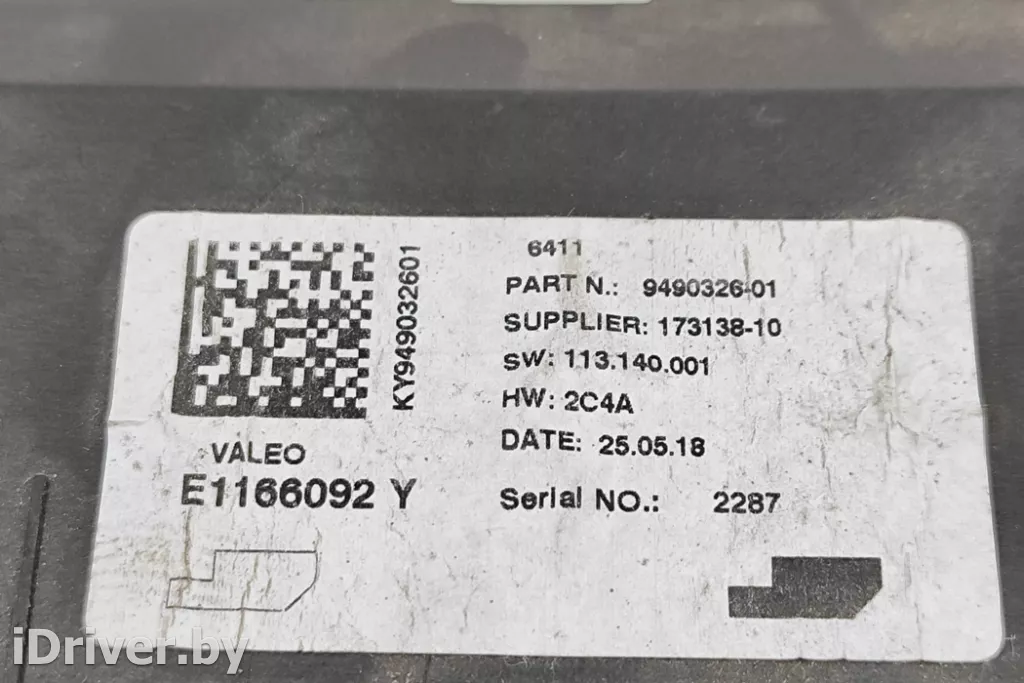 KY949032601
VALEO
E1166092 Y
6411
PART N.: 9490326-01
SUPPLIER: 173138-10
SW: 113.140.001
HW: 2C4A
DATE: 25.05.18
Serial NO.: 2287
iDriver.by